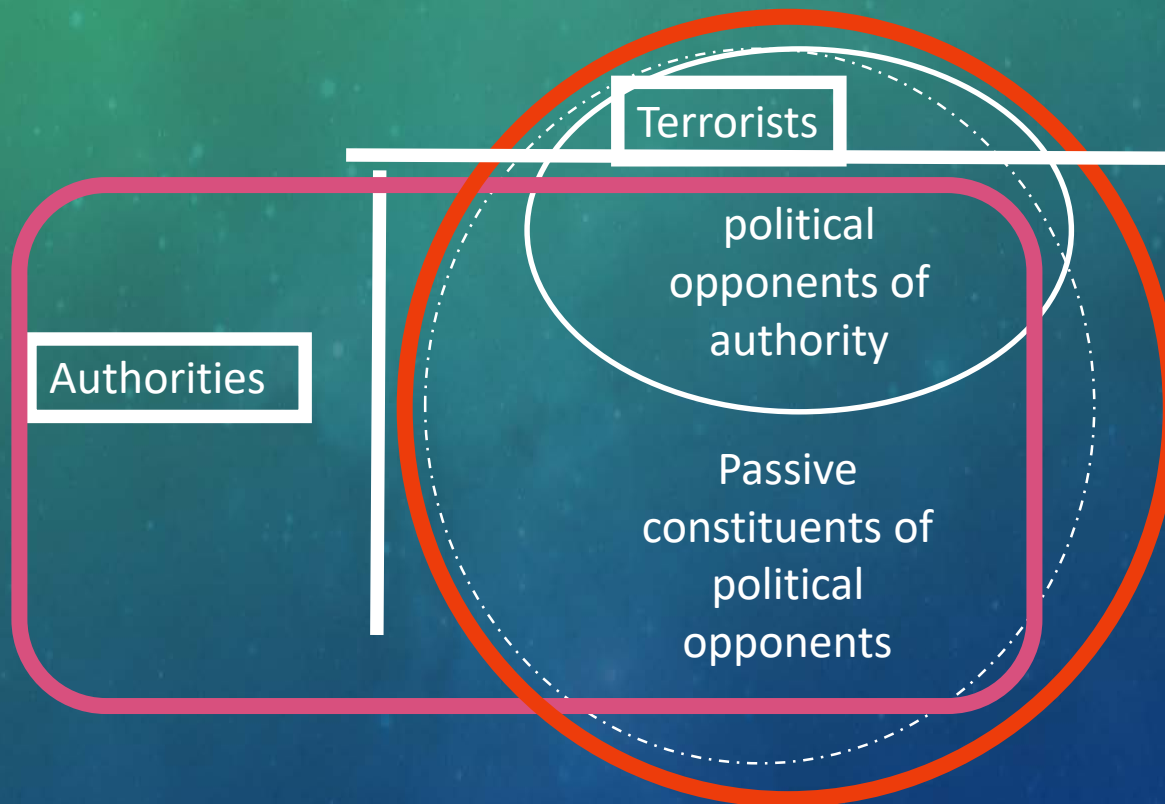 Terrorists
political
opponents of
authority
Authorities
Passive
constituents of
political
opponents